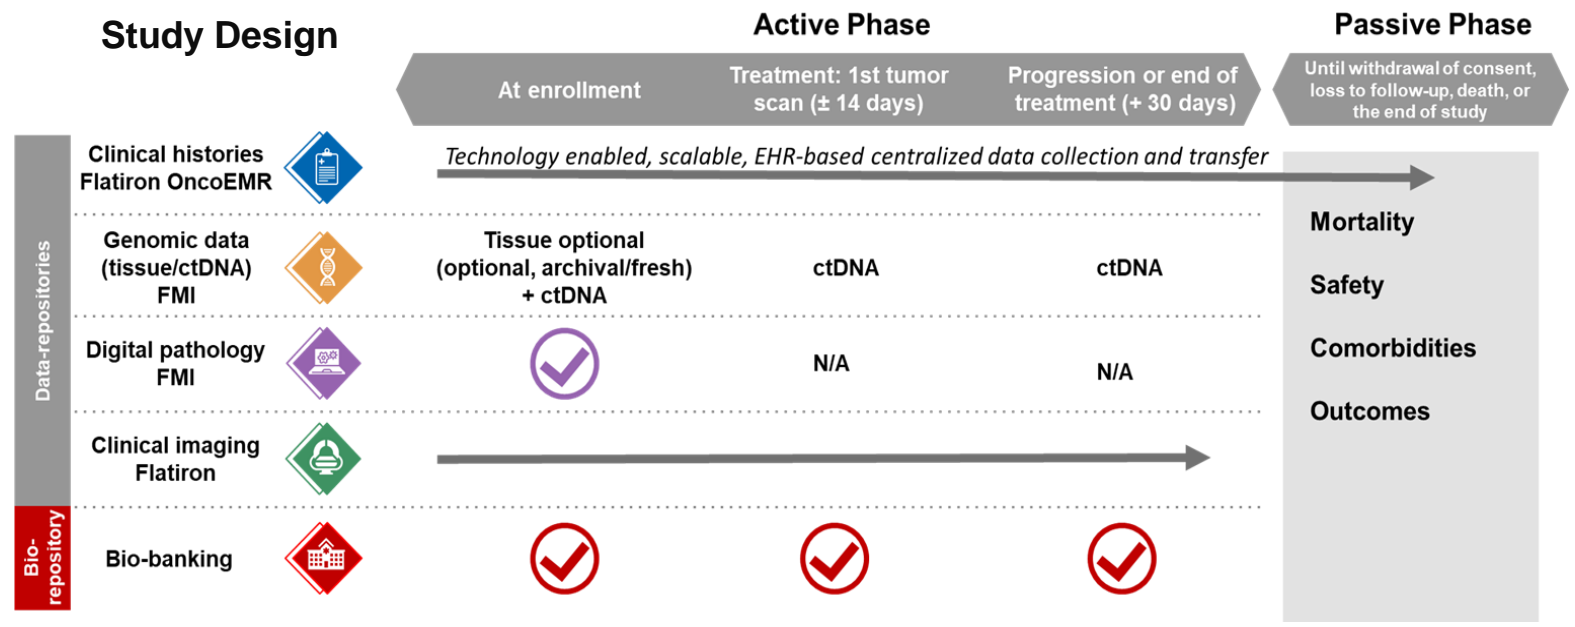 Study Design
Active Phase
Passive Phase
At enrollment
Treatment: 1st tumor
scan (± 14 days)
Progression or end of
treatment (+ 30 days)
Until withdrawal of consent,
loss to follow-up, death, or
the end of study
Data-repositories
Clinical histories
Flatiron OncoEMR
Technology enabled, scalable, EHR-based centralized data collection and transfer
Genomic data
(tissue/ctDNA)
FMI
Tissue optional
(optional, archival/fresh)
+ ctDNA
ctDNA
ctDNA
Digital pathology
FMI
N/A
N/A
Clinical imaging
Flatiron
Bio-
repository
Bio-banking
Mortality
Safety
Comorbidities
Outcomes